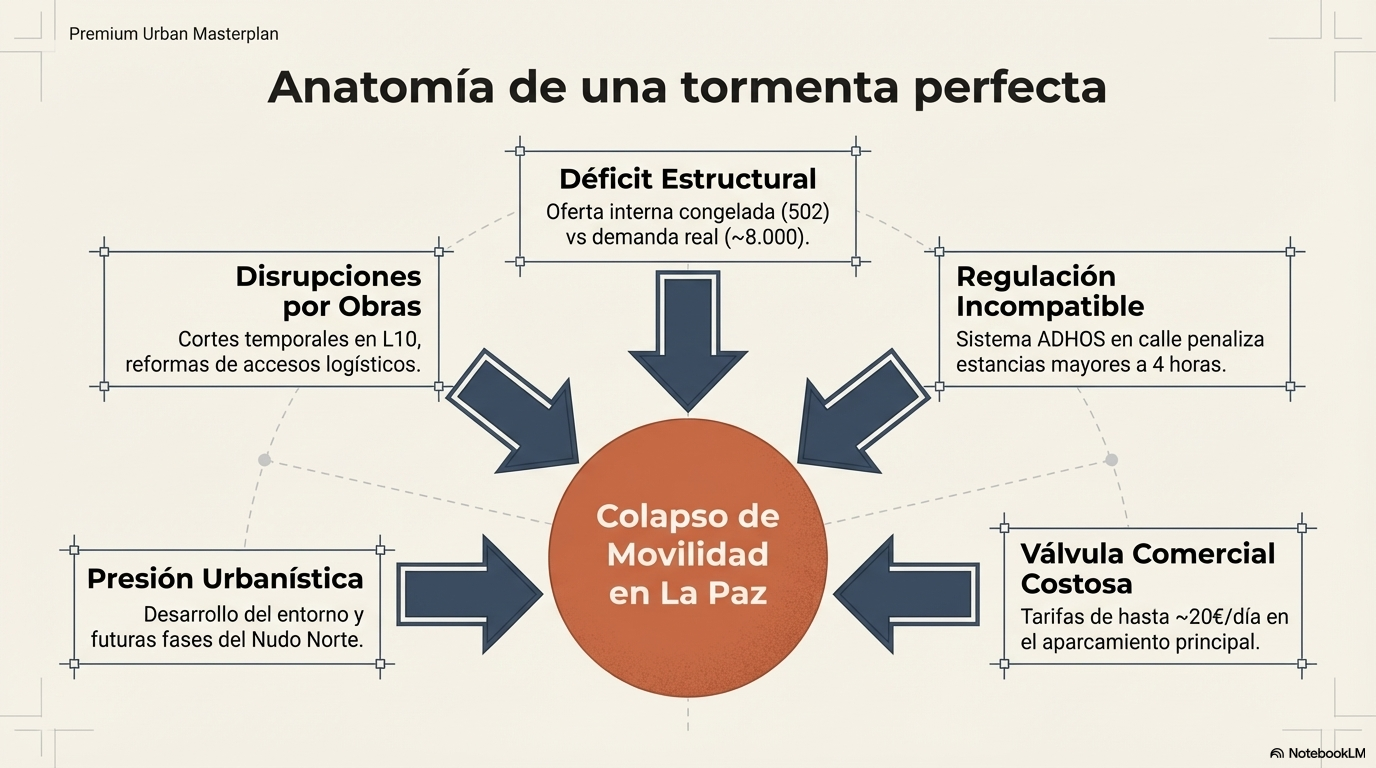 Premium Urban Masterplan
Anatomía de una tormenta perfecta
Déficit Estructural
Oferta interna congelada (502)
vs demanda real (~8.000).
Disrupciones
por Obras
Cortes temporales en L10,
reformas de accesos logísticos.
Regulación
Incompatible
Sistema ADHOS en calle penaliza
estancias mayores a 4 horas.
Presión Urbanística
Desarrollo del entorno y
futuras fases del Nudo Norte.
Colapso de
Movilidad
en La Paz
Válvula Comercial
Costosa
Tarifas de hasta ~20€/día en
el aparcamiento principal.
NotebookLM